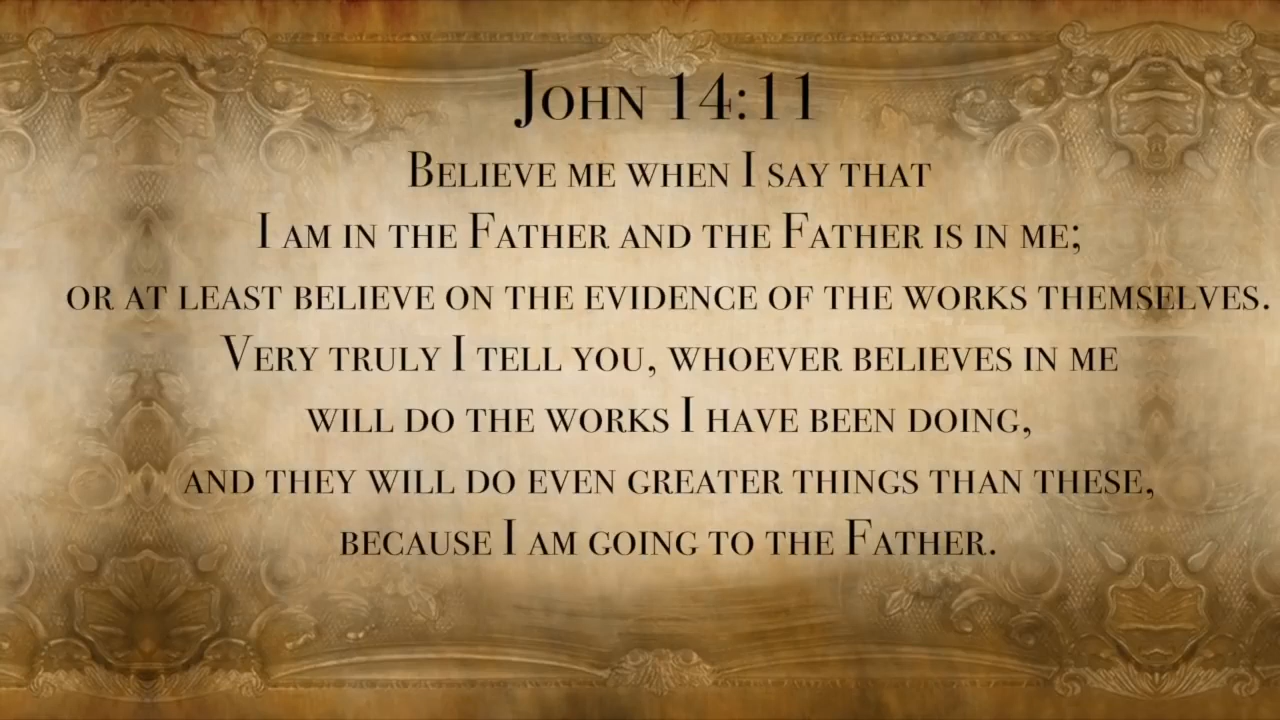 John 14:11
Believe me when I say that
I am in the Father and the Father is in me;
or at least believe on the evidence of the works themselves.
Very truly I tell you, whoever believes in me
will do the works I have been doing,
and they will do even greater things than these,
because I am going to the Father.